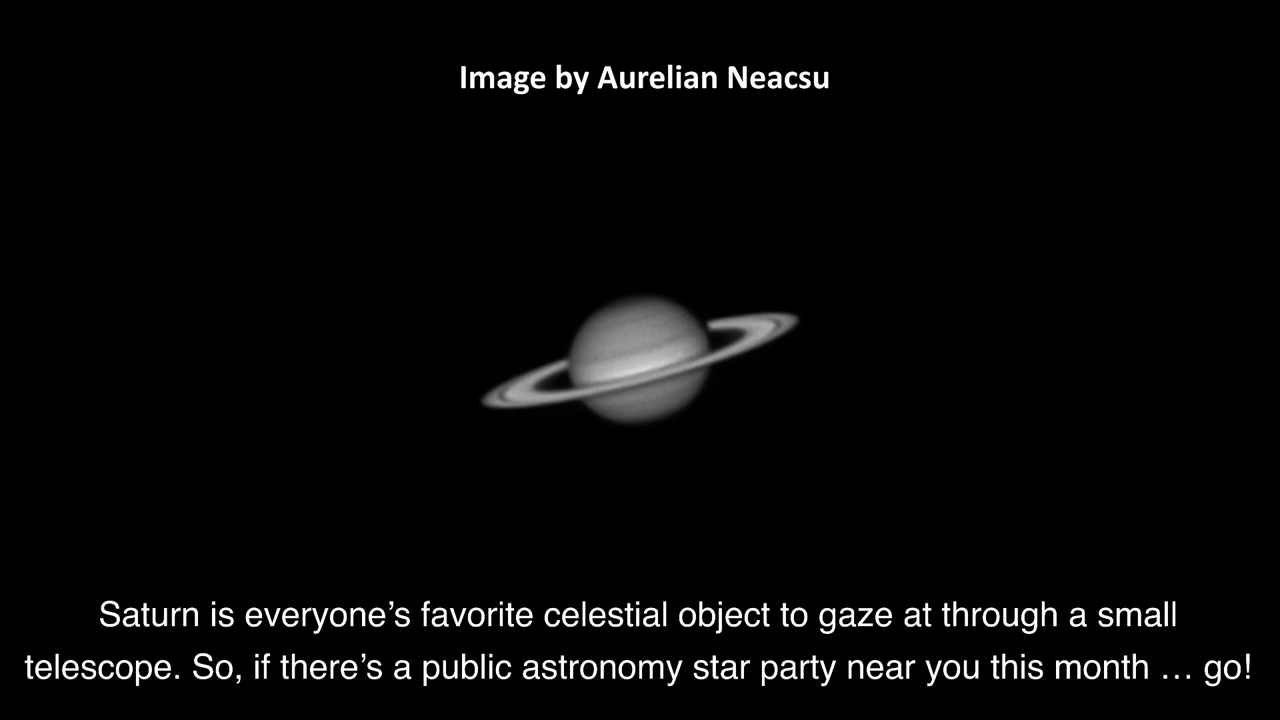 Image by Aurelian Neacsu
Saturn is everyone’s favorite celestial object to gaze at through a small
telescope. So, if there’s a public astronomy star party near you this month … go!